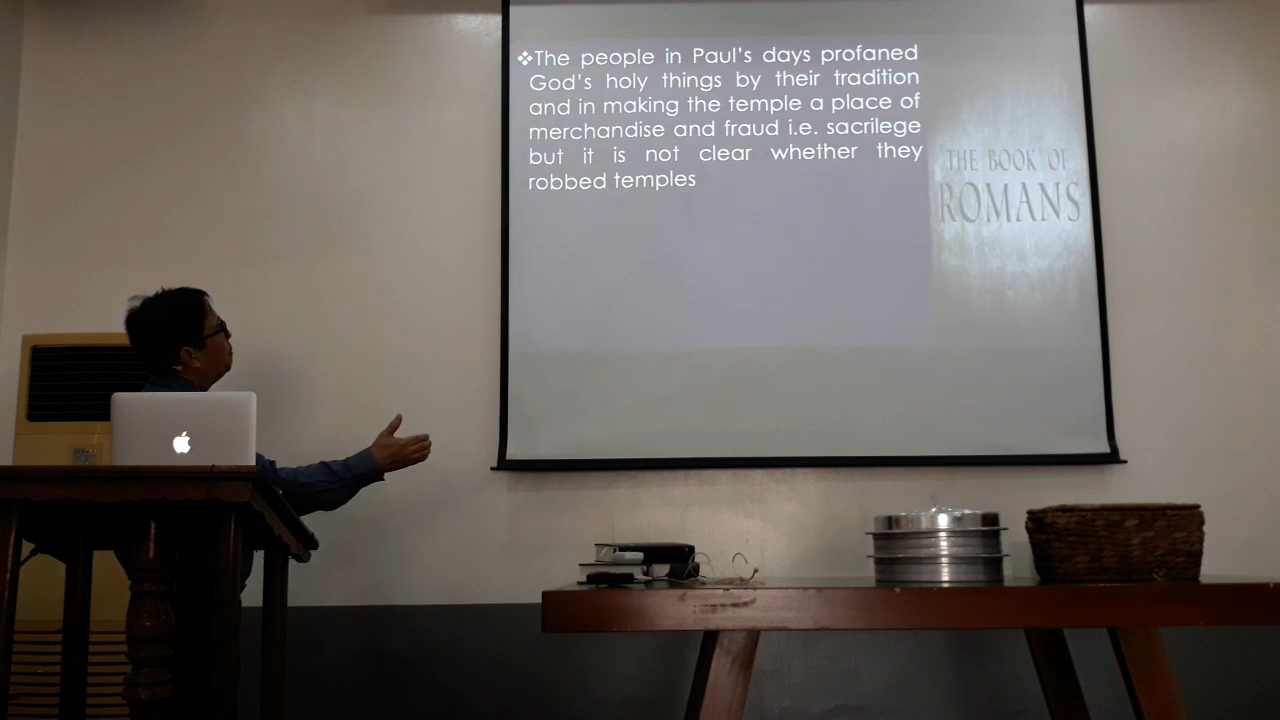 ❖The people in Paul's days profaned
God's holy things by their tradition
and in making the temple a place of
merchandise and fraud i.e. sacrilege
but it is not clear whether they
robbed temples
THE BOOK OF
ROMANS